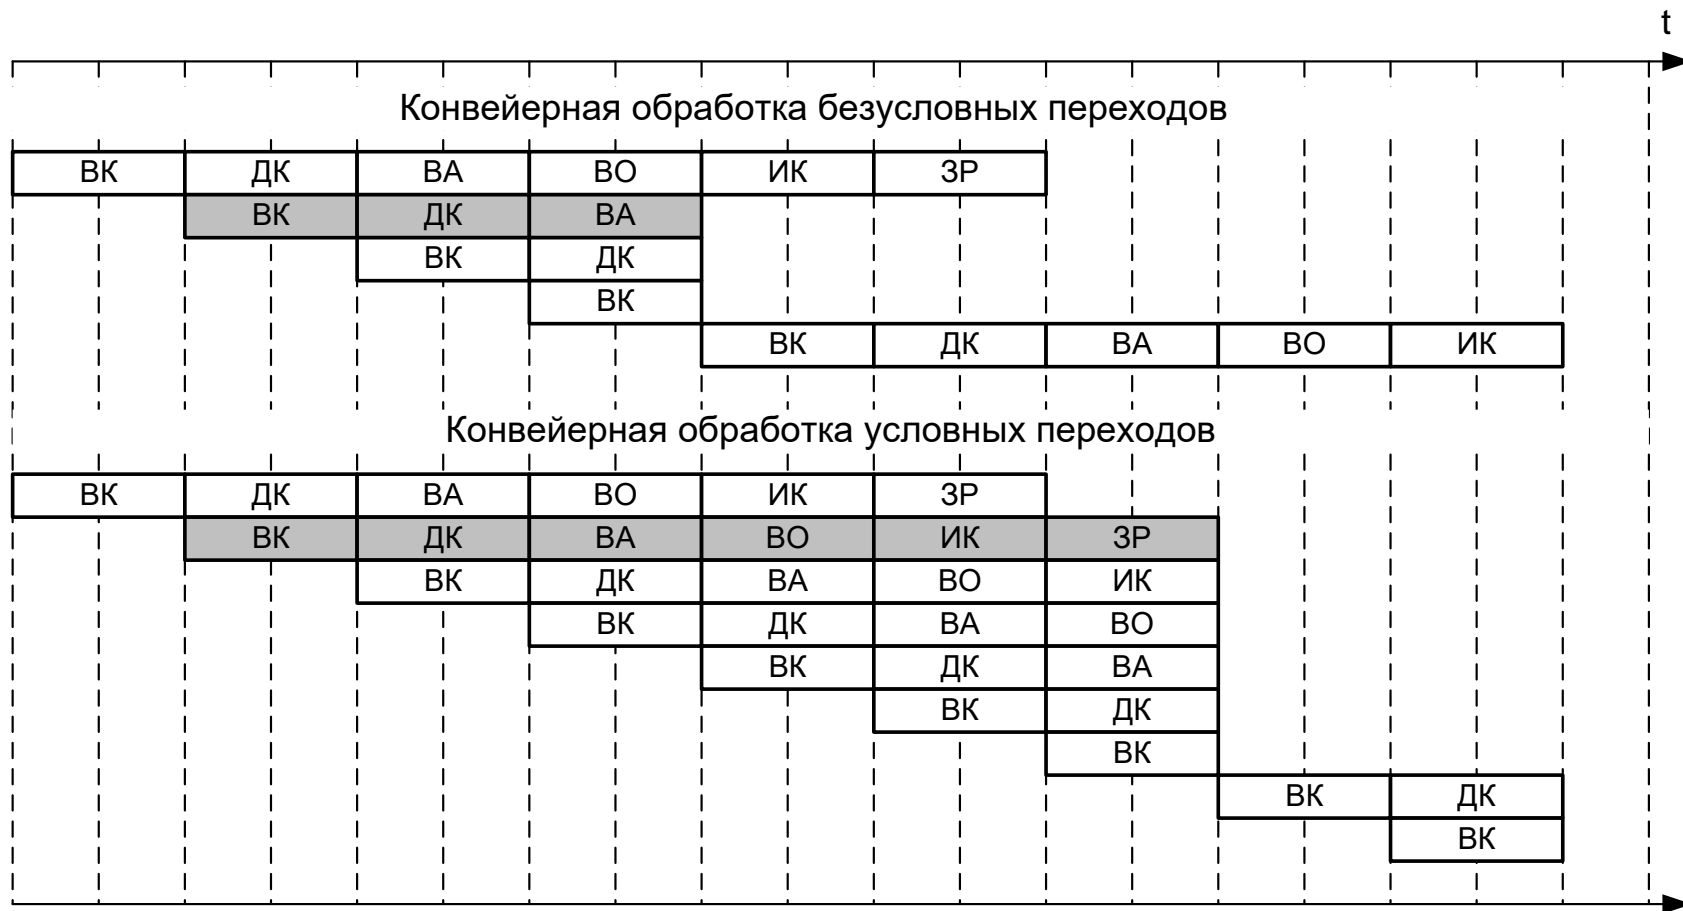 t
Конвейерная обработка безусловных переходов
ВК ДК ВА ВО ИК ЗР
ВК ДК ВА
ВК ДК
ВК
ВК ДК ВА ВО ИК
Конвейерная обработка условных переходов
ВК ДК ВА ВО ИК ЗР
ВК ДК ВА ВО ИК ЗР
ВК ДК ВА ВО ИК
ВК ДК ВА ВО
ВК ДК ВА
ВК ДК
ВК
ВК ДК
ВК